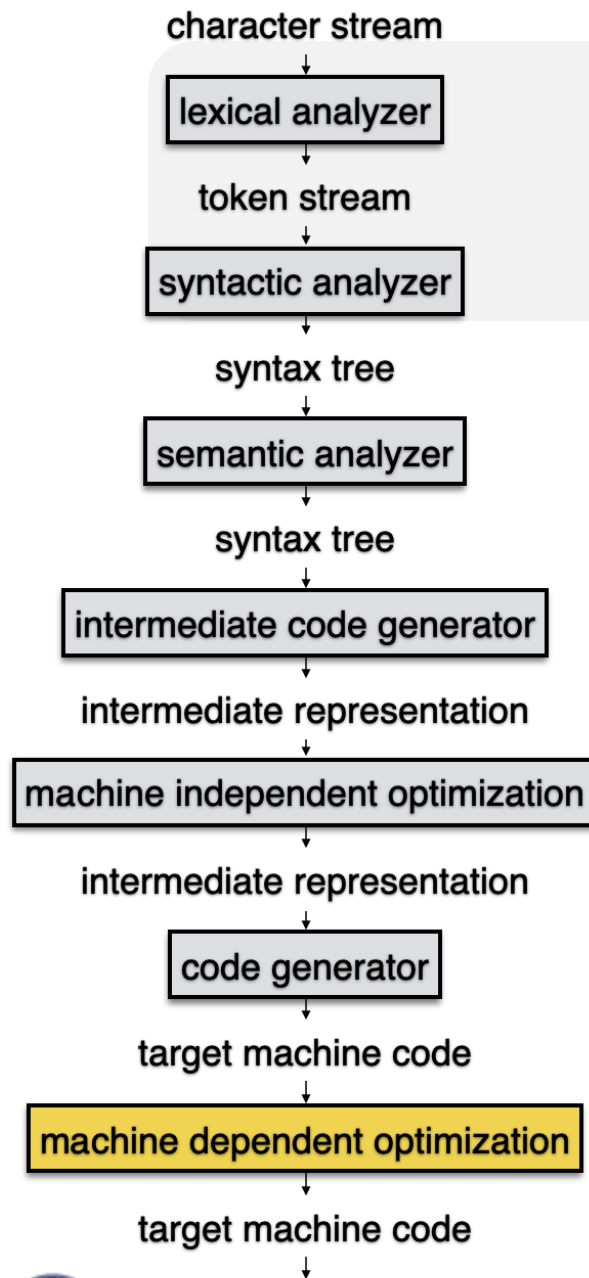 character stream
lexical analyzer
token stream
syntactic analyzer
syntax tree
semantic analyzer
syntax tree
intermediate code generator
intermediate representation
machine independent optimization
intermediate representation
code generator
target machine code
machine dependent optimization
target machine code